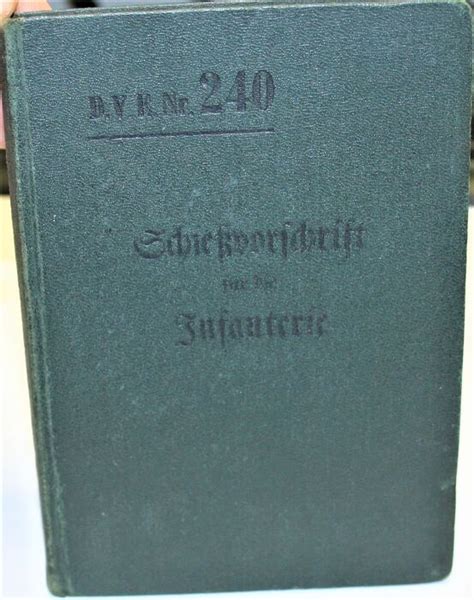 D.V E. Nr. 240
Schießvorschrift
für die
Infanterie